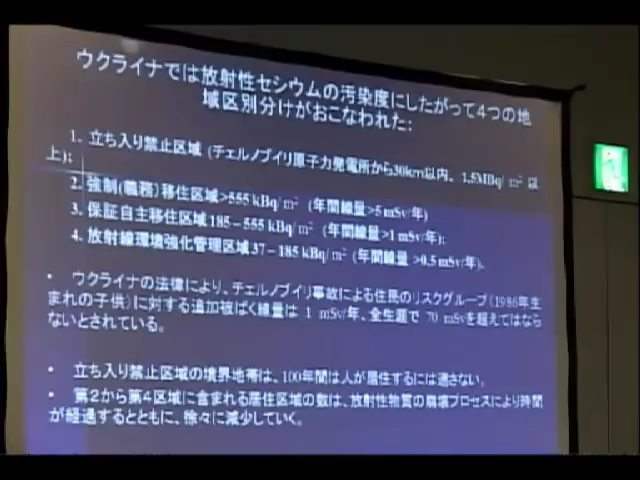 ウクライナでは放射性セシウムの汚染度にしたがって4つの地
域区別分けがおこなわれた:
1. 立ち入り禁止区域 (チェルノブイリ原子力発電所から30km以内。1.5MBq/m² 以
上):
2. 強制(義務)移住区域>555 kBq/m² (年間線量>5 mSv/年)
3. 保証自主移住区域185-555 kBq/m² (年間線量>1 mSv/年);
4. 放射線環境強化管理区域37-185 kBq/m² (年間線量 >0.5 mSv/年).
• ウクライナの法律により、チェルノブイリ事故による住民のリスクグループ(1986年生
まれの子供)に対する追加被ばく線量は 1 mSv/年、全生涯で 70 mSvを超えてはなら
ないとされている。
• 立ち入り禁止区域の境界地帯は、100年間は人が居住するには適さない。
• 第2から第4区域に含まれる居住区域の数は、放射性物質の崩壊プロセスにより時間
が経過するとともに、徐々に減少していく。